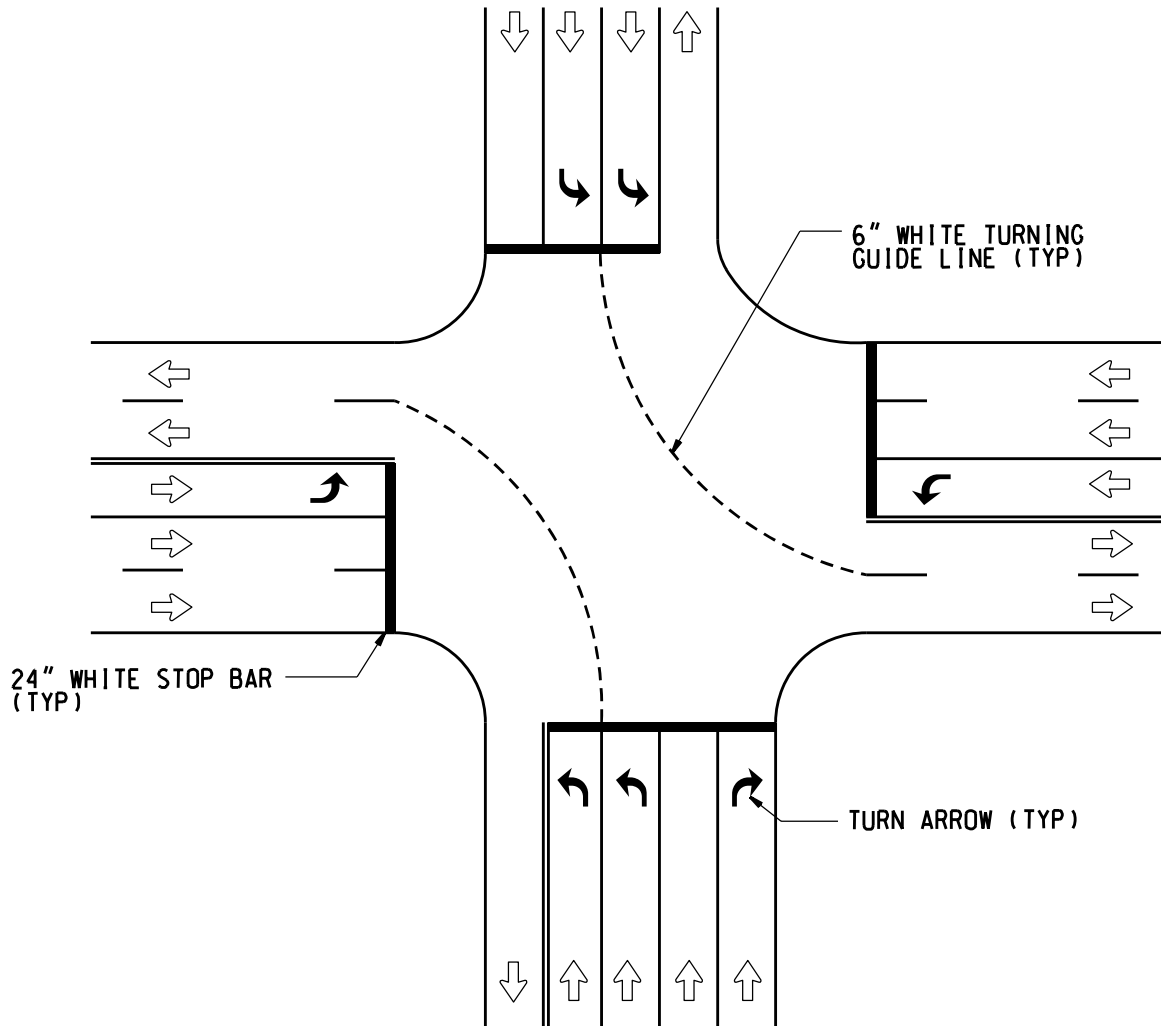 6" WHITE TURNING
GUIDE LINE (TYP)
24" WHITE STOP BAR
(TYP)
TURN ARROW (TYP)